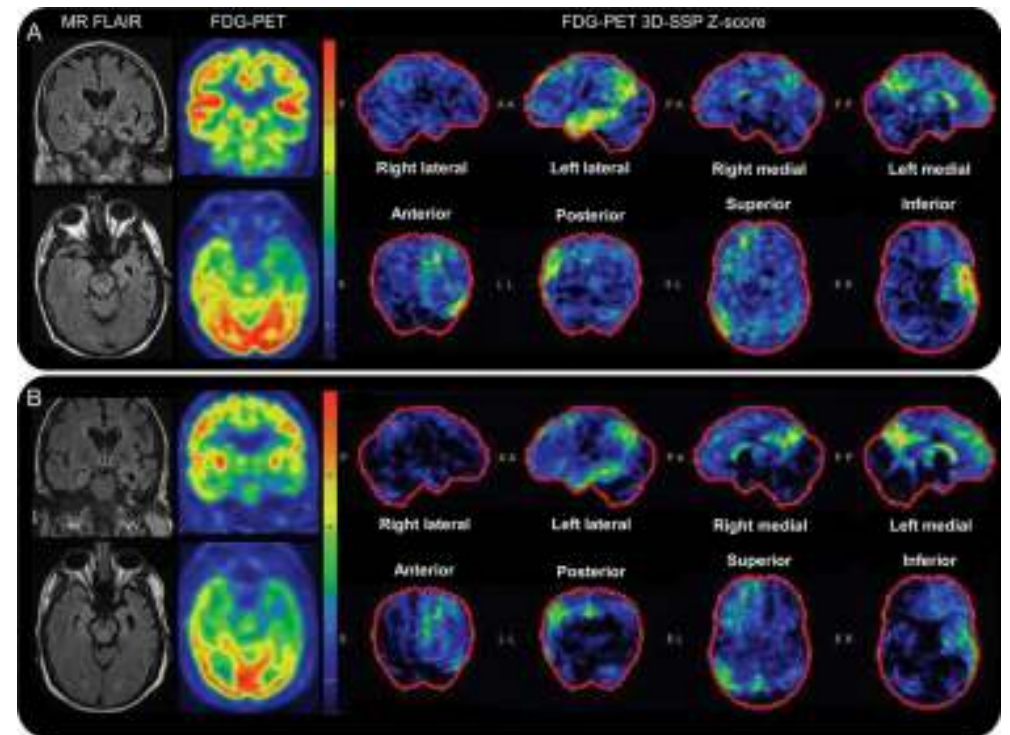 A
MR FLAIR FDG-PET FDG-PET 3D-SSP Z-score
Right lateral Left lateral Right medial Left medial
Anterior Posterior Superior Inferior
B
Right lateral Left lateral Right medial Left medial
Anterior Posterior Superior Inferior